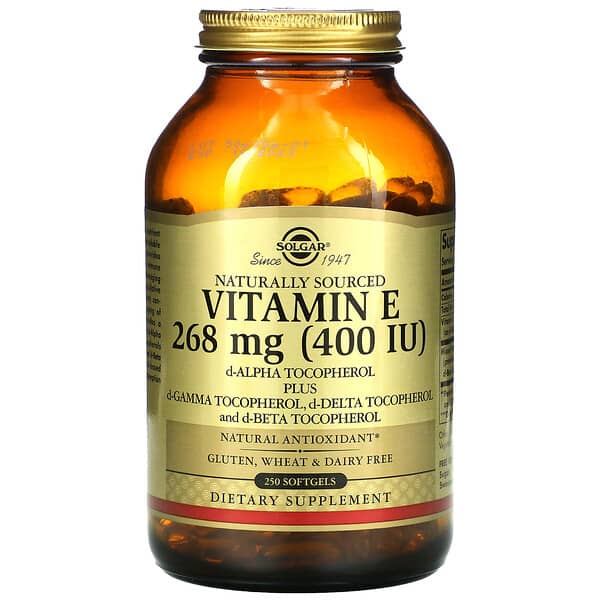 SOLGAR®
Since 1947
NATURALLY SOURCED
VITAMIN E
268 mg (400 IU)
d-ALPHA TOCOPHEROL
PLUS
d-GAMMA TOCOPHEROL, d-DELTA TOCOPHEROL
and d-BETA TOCOPHEROL
NATURAL ANTIOXIDANT*
GLUTEN, WHEAT & DAIRY FREE
250 SOFTGELS
DIETARY SUPPLEMENT